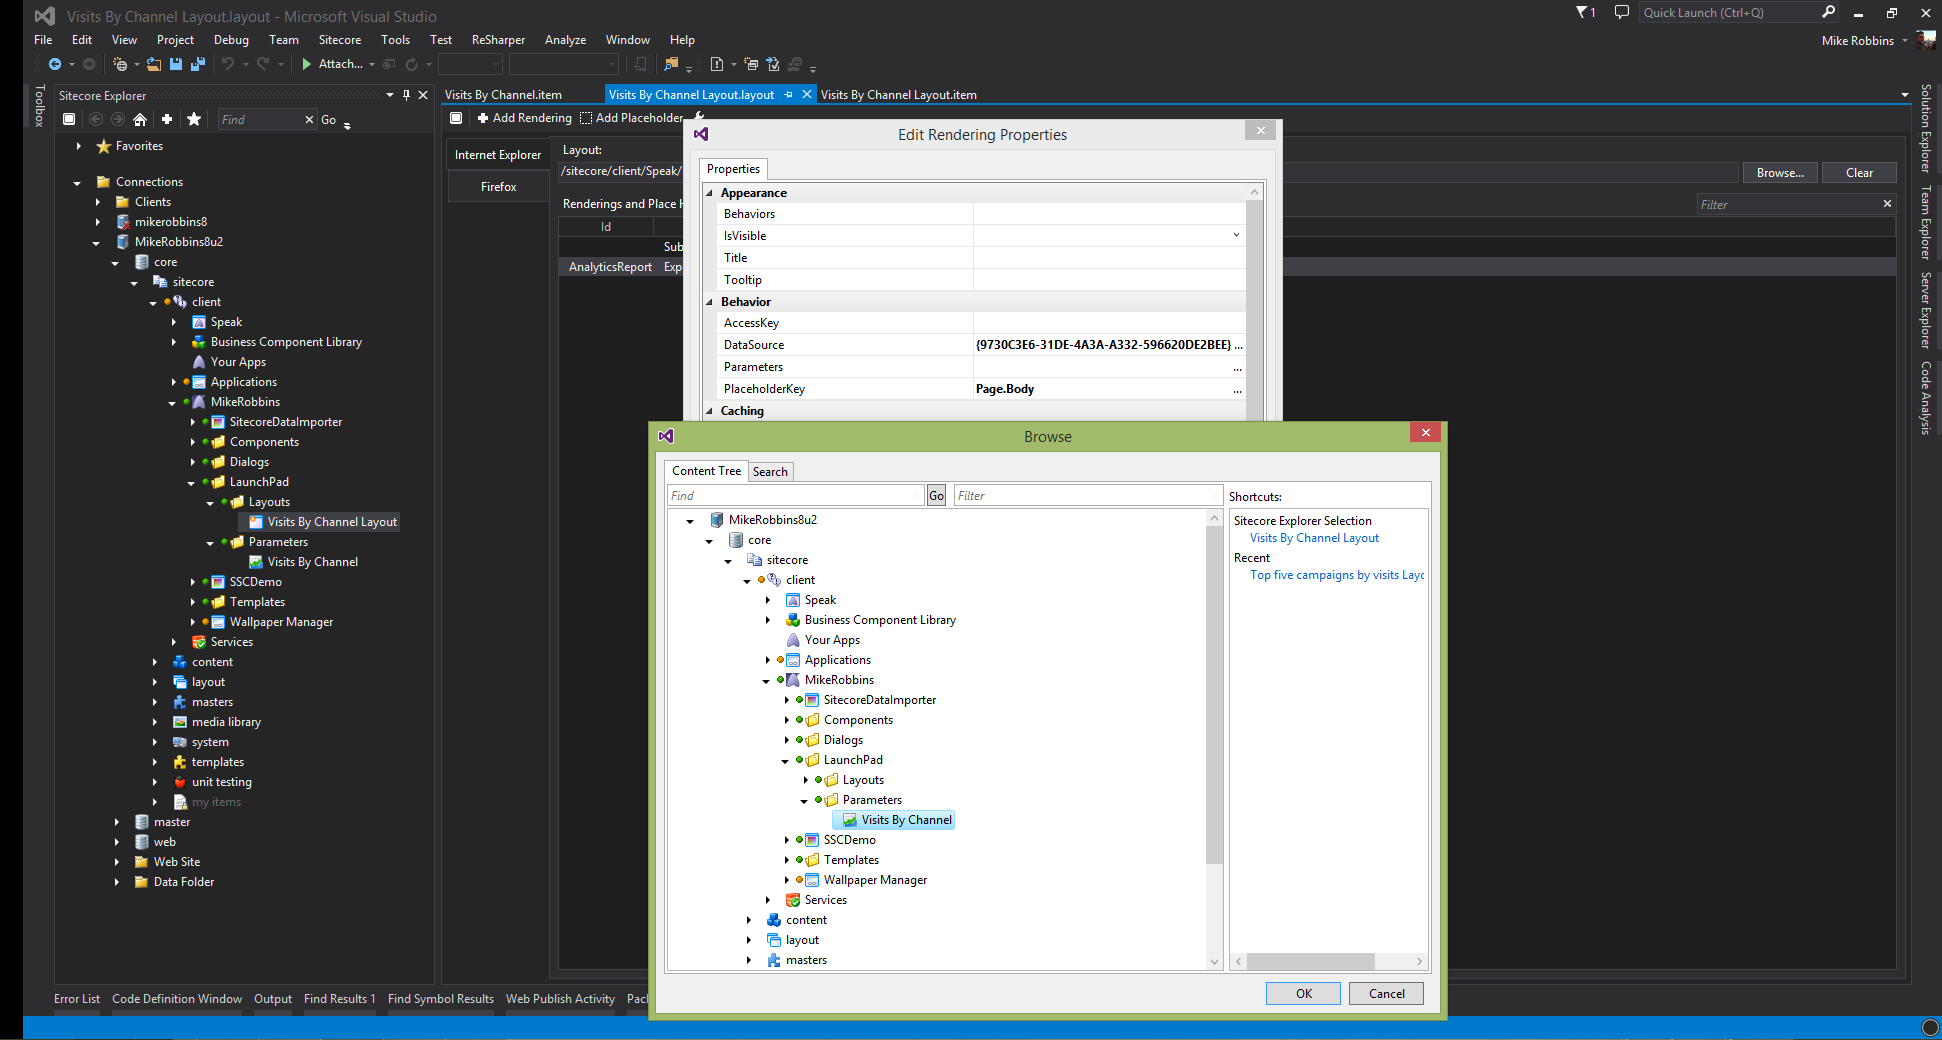 Visits By Channel Layout.layout - Microsoft Visual Studio
1
Quick Launch (Ctrl+Q)
File Edit View Project Debug Team Sitecore Tools Test ReSharper Analyze Window Help
Mike Robbins
Attach...
Toolbox
Sitecore Explorer
Find
Go
Favorites
Connections
Clients
mikerobbins8
MikeRobbins8u2
core
sitecore
client
Speak
Business Component Library
Your Apps
Applications
MikeRobbins
SitecoreDataImporter
Components
Dialogs
LaunchPad
Layouts
Visits By Channel Layout
Parameters
Visits By Channel
SSCDemo
Templates
Wallpaper Manager
Services
content
layout
masters
media library
system
templates
unit testing
my items
master
web
Web Site
Data Folder
Visits By Channel.item
Visits By Channel Layout.layout
Visits By Channel Layout.item
Add Rendering
Add Placeholder
Internet Explorer
Firefox
Layout:
/sitecore/client/Speak/
Browse...
Clear
Renderings and Place H
Filter
Id
Sub
AnalyticsReport Exp
Edit Rendering Properties
Properties
Appearance
Behaviors
IsVisible
Title
Tooltip
Behavior
AccessKey
DataSource {9730C3E6-31DE-4A3A-A332-596620DE2BEE} ...
Parameters ...
PlaceholderKey Page.Body ...
Caching
Browse
Content Tree
Search
Find
Go
Filter
Shortcuts:
MikeRobbins8u2
core
sitecore
client
Speak
Business Component Library
Your Apps
Applications
MikeRobbins
SitecoreDataImporter
Components
Dialogs
LaunchPad
Layouts
Parameters
Visits By Channel
SSCDemo
Templates
Wallpaper Manager
Services
content
layout
masters
Sitecore Explorer Selection
Visits By Channel Layout
Recent
Top five campaigns by visits Layo
OK
Cancel
Solution Explorer
Team Explorer
Server Explorer
Code Analysis
Error List Code Definition Window Output Find Results 1 Find Symbol Results Web Publish Activity Pac